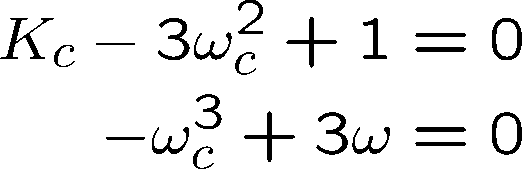 K_c − 3ω_c^2 + 1 = 0
−ω_c^3 + 3ω = 0